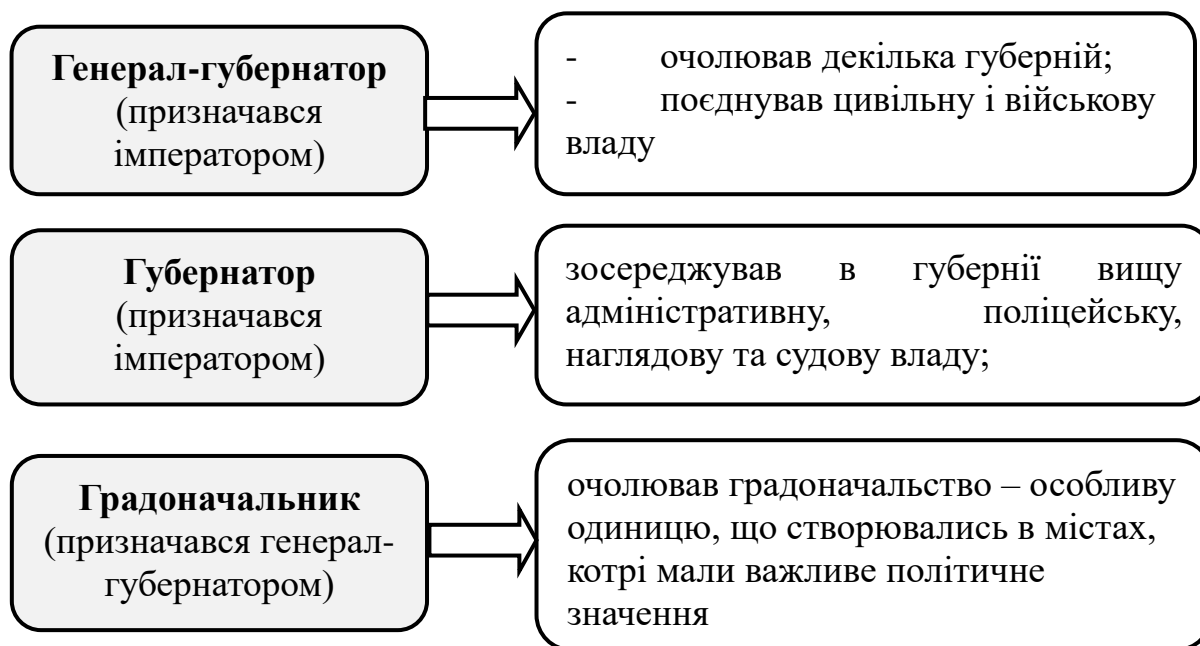 Генерал-губернатор
(призначався
імператором)
- очолював декілька губерній;
- поєднував цивільну і військову
владу
Губернатор
(призначався
імператором)
зосереджував в губернії вищу
адміністративну, поліцейську,
наглядову та судову владу;
Градоначальник
(призначався генерал-
губернатором)
очолював градоначальство – особливу
одиницю, що створювались в містах,
котрі мали важливе політичне
значення